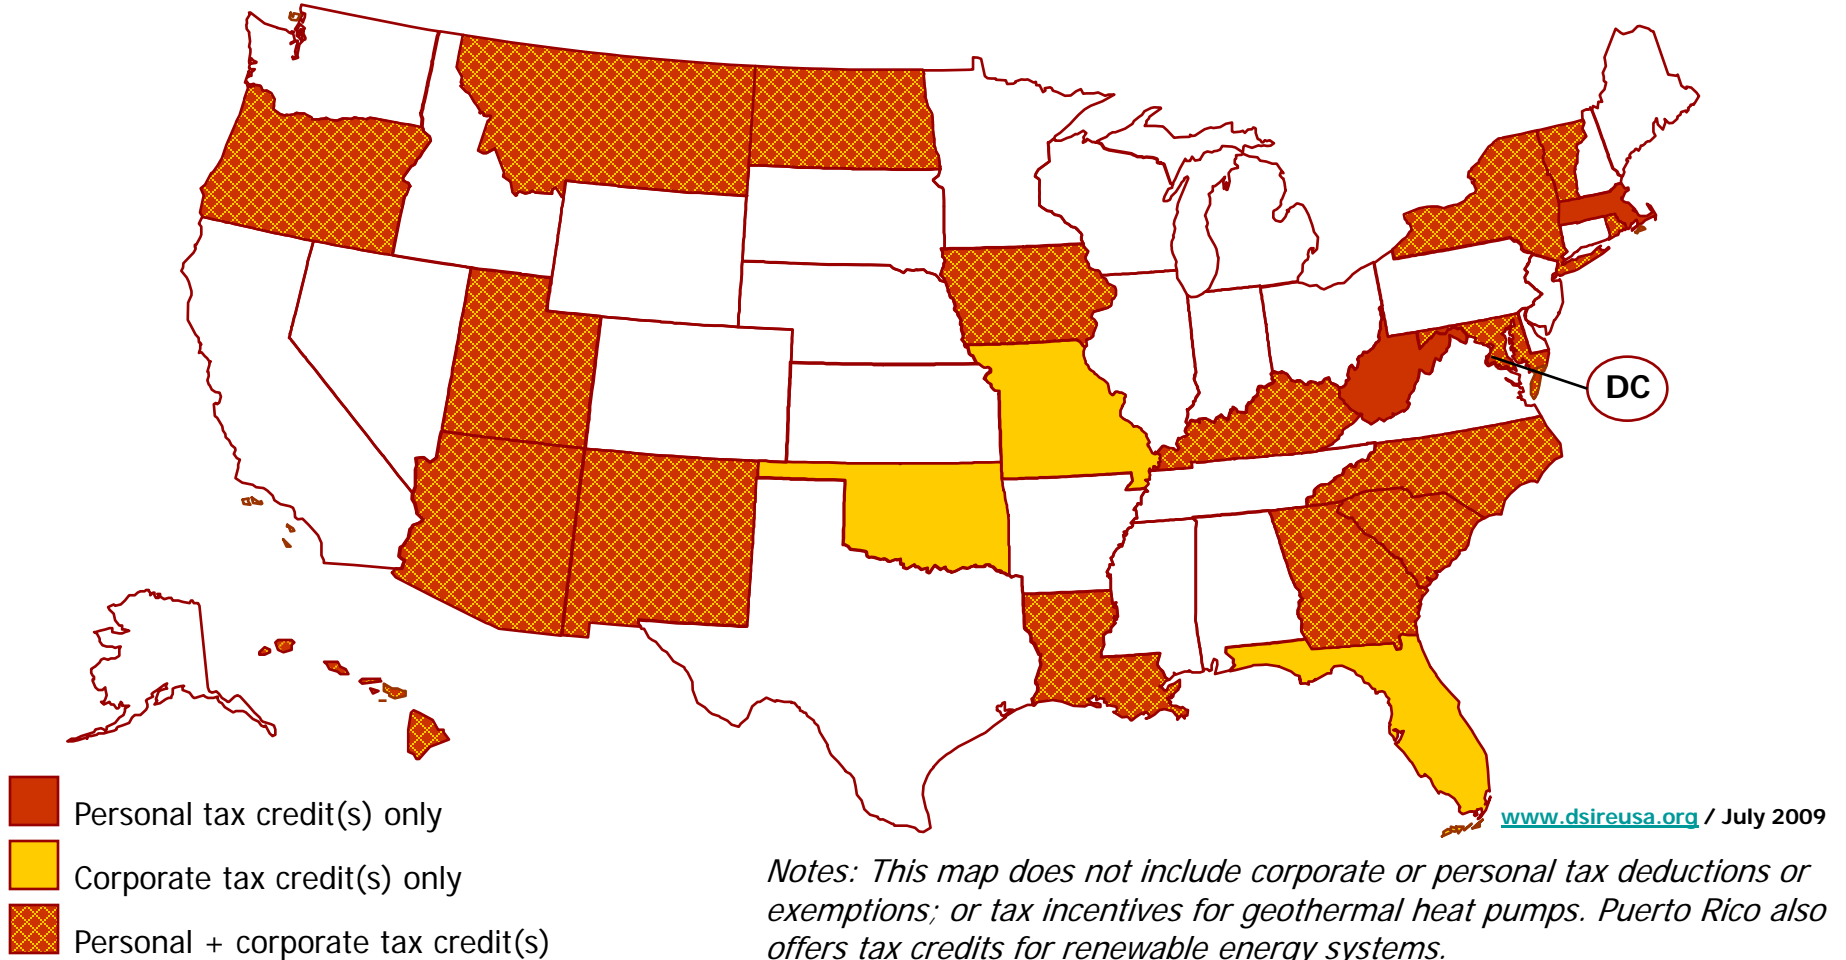 DC
Personal tax credit(s) only
Corporate tax credit(s) only
Personal + corporate tax credit(s)
www.dsireusa.org / July 2009
Notes: This map does not include corporate or personal tax deductions or
exemptions; or tax incentives for geothermal heat pumps. Puerto Rico also
offers tax credits for renewable energy systems.